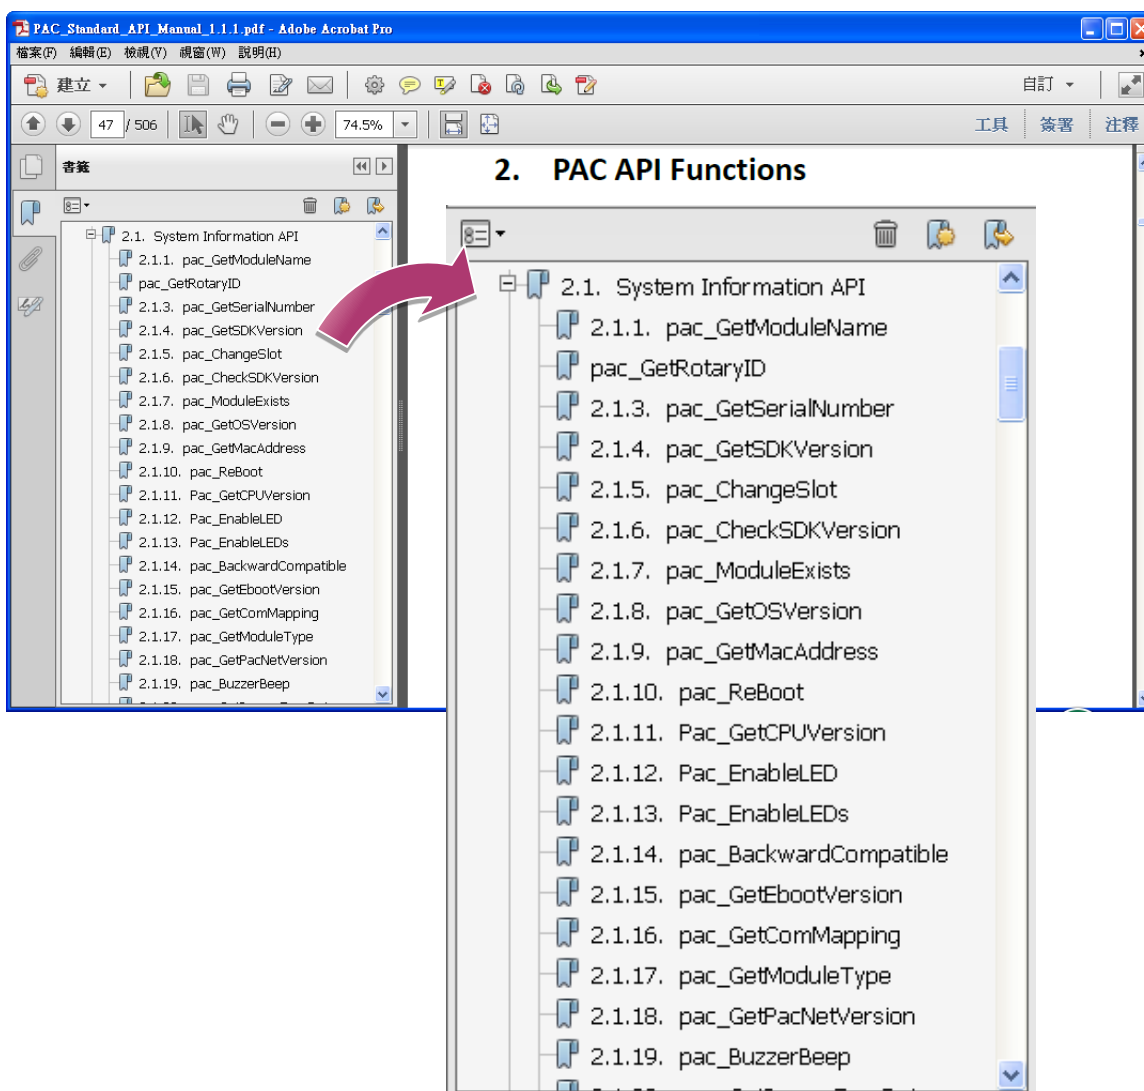 PAC_Standard_API_Manual_1.1.1.pdf - Adobe Acrobat Pro
檔案(F) 編輯(E) 檢視(V) 視窗(W) 說明(H)
建立 自訂
47 / 506 74.5% 工具 簽署 注釋
書籤
2.1. System Information API
2.1.1. pac_GetModuleName
pac_GetRotaryID
2.1.3. pac_GetSerialNumber
2.1.4. pac_GetSDKVersion
2.1.5. pac_ChangeSlot
2.1.6. pac_CheckSDKVersion
2.1.7. pac_ModuleExists
2.1.8. pac_GetOSVersion
2.1.9. pac_GetMacAddress
2.1.10. pac_ReBoot
2.1.11. Pac_GetCPUVersion
2.1.12. Pac_EnableLED
2.1.13. Pac_EnableLEDs
2.1.14. pac_BackwardCompatible
2.1.15. pac_GetEbootVersion
2.1.16. pac_GetComMapping
2.1.17. pac_GetModuleType
2.1.18. pac_GetPacNetVersion
2.1.19. pac_BuzzerBeep
2. PAC API Functions
2.1. System Information API
2.1.1. pac_GetModuleName
pac_GetRotaryID
2.1.3. pac_GetSerialNumber
2.1.4. pac_GetSDKVersion
2.1.5. pac_ChangeSlot
2.1.6. pac_CheckSDKVersion
2.1.7. pac_ModuleExists
2.1.8. pac_GetOSVersion
2.1.9. pac_GetMacAddress
2.1.10. pac_ReBoot
2.1.11. Pac_GetCPUVersion
2.1.12. Pac_EnableLED
2.1.13. Pac_EnableLEDs
2.1.14. pac_BackwardCompatible
2.1.15. pac_GetEbootVersion
2.1.16. pac_GetComMapping
2.1.17. pac_GetModuleType
2.1.18. pac_GetPacNetVersion
2.1.19. pac_BuzzerBeep